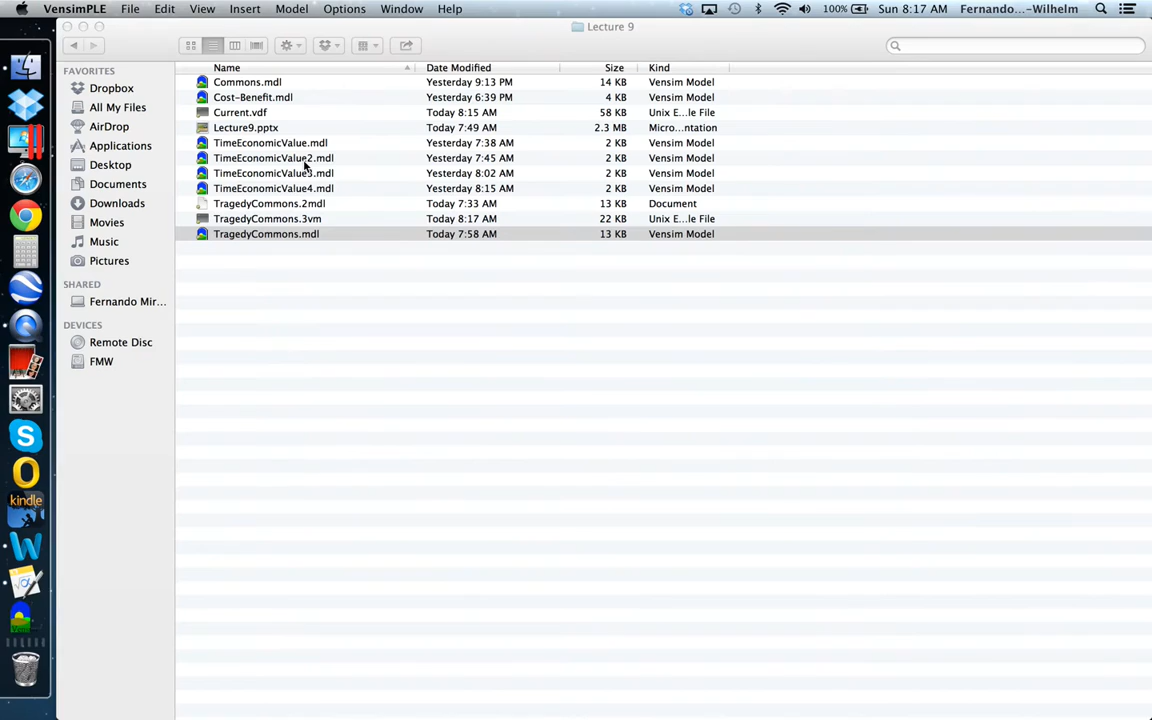 VensimPLE File Edit View Insert Model Options Window Help 100% Sun 8:17 AM Fernando...-Wilhelm
Lecture 9
FAVORITES
Dropbox
All My Files
AirDrop
Applications
Desktop
Documents
Downloads
Movies
Music
Pictures
SHARED
Fernando Mir...
DEVICES
Remote Disc
FMW
Name Date Modified Size Kind
Commons.mdl Yesterday 9:13 PM 14 KB Vensim Model
Cost-Benefit.mdl Yesterday 6:39 PM 4 KB Vensim Model
Current.vdf Today 8:15 AM 58 KB Unix E...le File
Lecture9.pptx Today 7:49 AM 2.3 MB Micro...ntation
TimeEconomicValue.mdl Yesterday 7:38 AM 2 KB Vensim Model
TimeEconomicValue2.mdl Yesterday 7:45 AM 2 KB Vensim Model
TimeEconomicValue3.mdl Yesterday 8:02 AM 2 KB Vensim Model
TimeEconomicValue4.mdl Yesterday 8:15 AM 2 KB Vensim Model
TragedyCommons.2mdl Today 7:33 AM 13 KB Document
TragedyCommons.3vm Today 8:17 AM 22 KB Unix E...le File
TragedyCommons.mdl Today 7:58 AM 13 KB Vensim Model
kindle